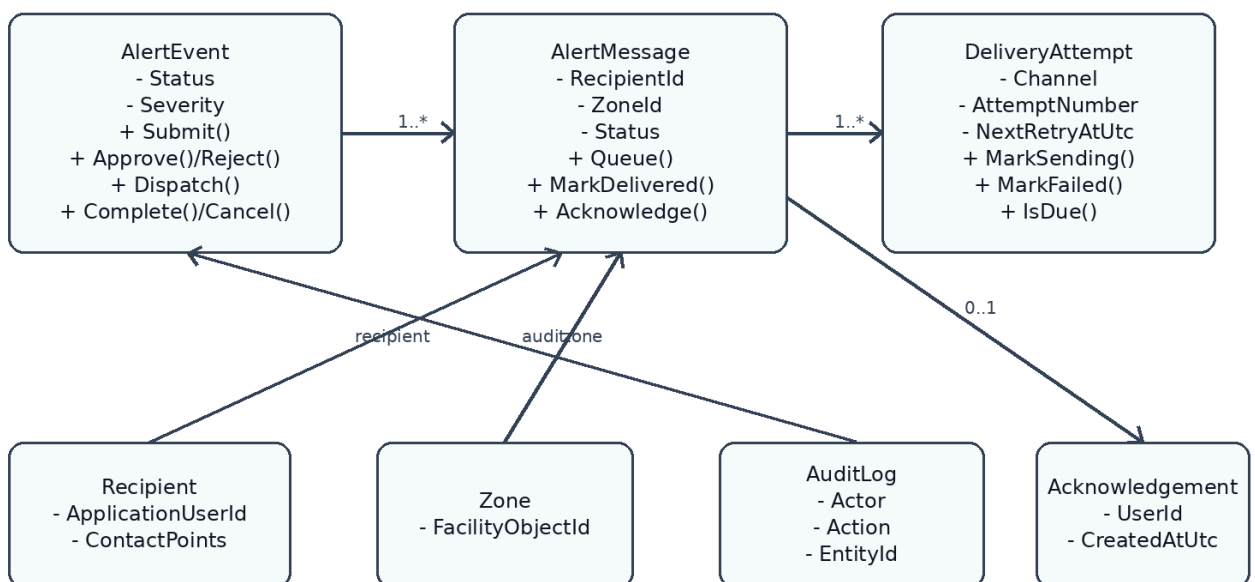 AlertEvent
- Status
- Severity
+ Submit()
+ Approve()/Reject()
+ Dispatch()
+ Complete()/Cancel()
1..*
AlertMessage
- RecipientId
- ZoneId
- Status
+ Queue()
+ MarkDelivered()
+ Acknowledge()
1..*
DeliveryAttempt
- Channel
- AttemptNumber
- NextRetryAtUtc
+ MarkSending()
+ MarkFailed()
+ IsDue()
0..1
recipient
audit
zone
Recipient
- ApplicationUserId
- ContactPoints
Zone
- FacilityObjectId
AuditLog
- Actor
- Action
- EntityId
Acknowledgement
- UserId
- CreatedAtUtc